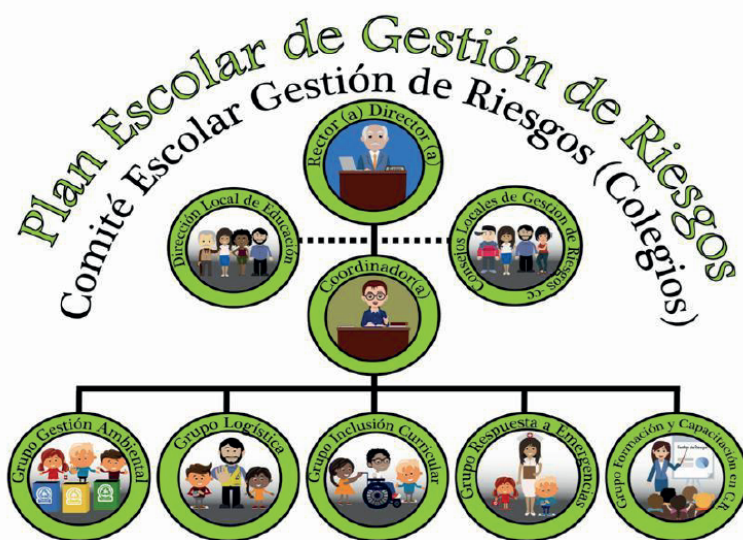 Plan Escolar de Gestión de Riesgos
Comité Escolar Gestión de Riesgos (Colegios)
Rector (a) Director (a)
Dirección Local de Educación
Consejos Locales de Gestion de Riesgos -cc
Coordinador(a)
Grupo Gestión Ambiental
Grupo Logística
Grupo Inclusión Curricular
Grupo Respuesta a Emergencias
Grupo Formación y Capacitación en G.R.